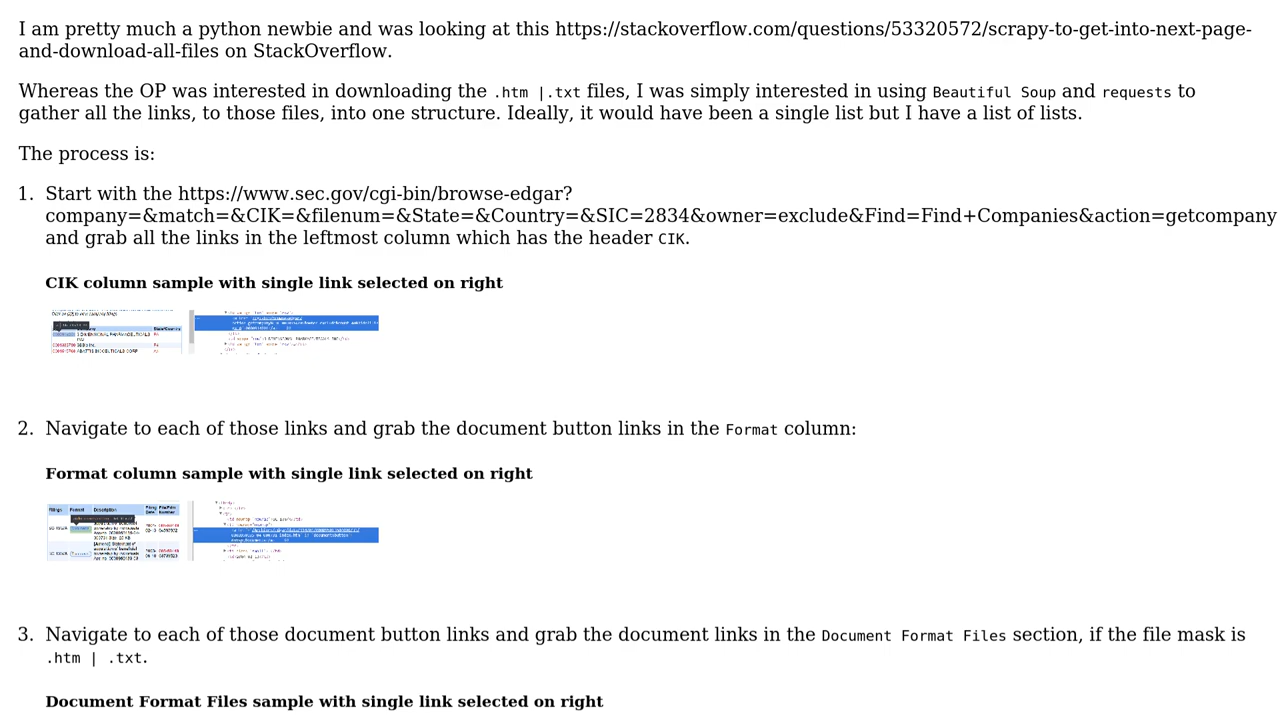 I am pretty much a python newbie and was looking at this https://stackoverflow.com/questions/53320572/scrapy-to-get-into-next-page-
and-download-all-files on StackOverflow.
Whereas the OP was interested in downloading the .htm |.txt files, I was simply interested in using Beautiful Soup and requests to
gather all the links, to those files, into one structure. Ideally, it would have been a single list but I have a list of lists.
The process is:
1. Start with the https://www.sec.gov/cgi-bin/browse-edgar?
company=&match=&CIK=&filenum=&State=&Country=&SIC=2834&owner=exclude&Find=Find+Companies&action=getcompany
and grab all the links in the leftmost column which has the header CIK.
CIK column sample with single link selected on right
2. Navigate to each of those links and grab the document button links in the Format column:
Format column sample with single link selected on right
Filings Format Description
3. Navigate to each of those document button links and grab the document links in the Document Format Files section, if the file mask is
.htm | .txt.
Document Format Files sample with single link selected on right